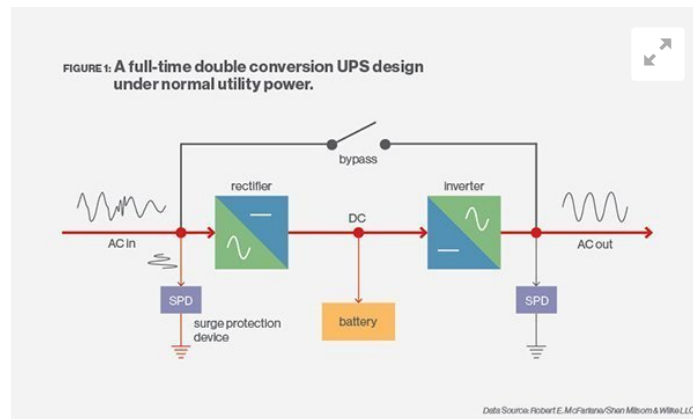 FIGURE 1: A full-time double conversion UPS design
under normal utility power.
bypass
rectifier
inverter
DC
AC in
AC out
SPD
surge protection
device
battery
SPD
Data Source: Robert E. McFarlane/Shen Milsom & Wilke LLC